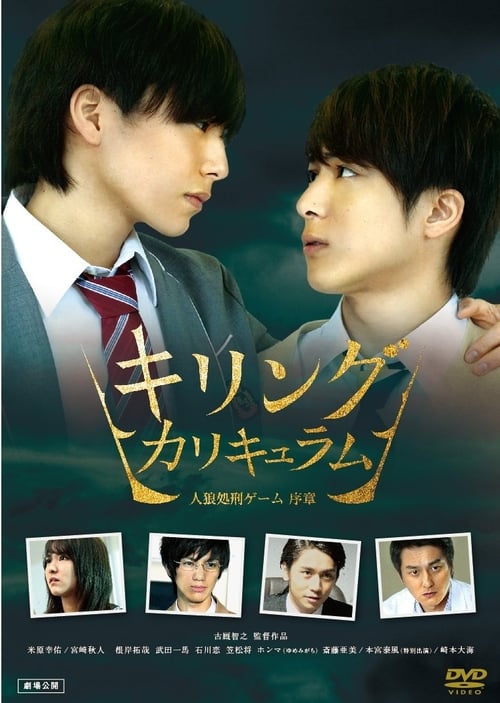 キリング
カリキュラム
人狼処刑ゲーム 序章
古厩智之 監督作品
米原幸佑/宮崎秋人 根岸拓哉 武田一馬 石川恋 笠松将 ホンマ(ゆめみがち) 斎藤亜美/本宮泰風(特別出演)/崎本大海
劇場公開
DVD
VIDEO